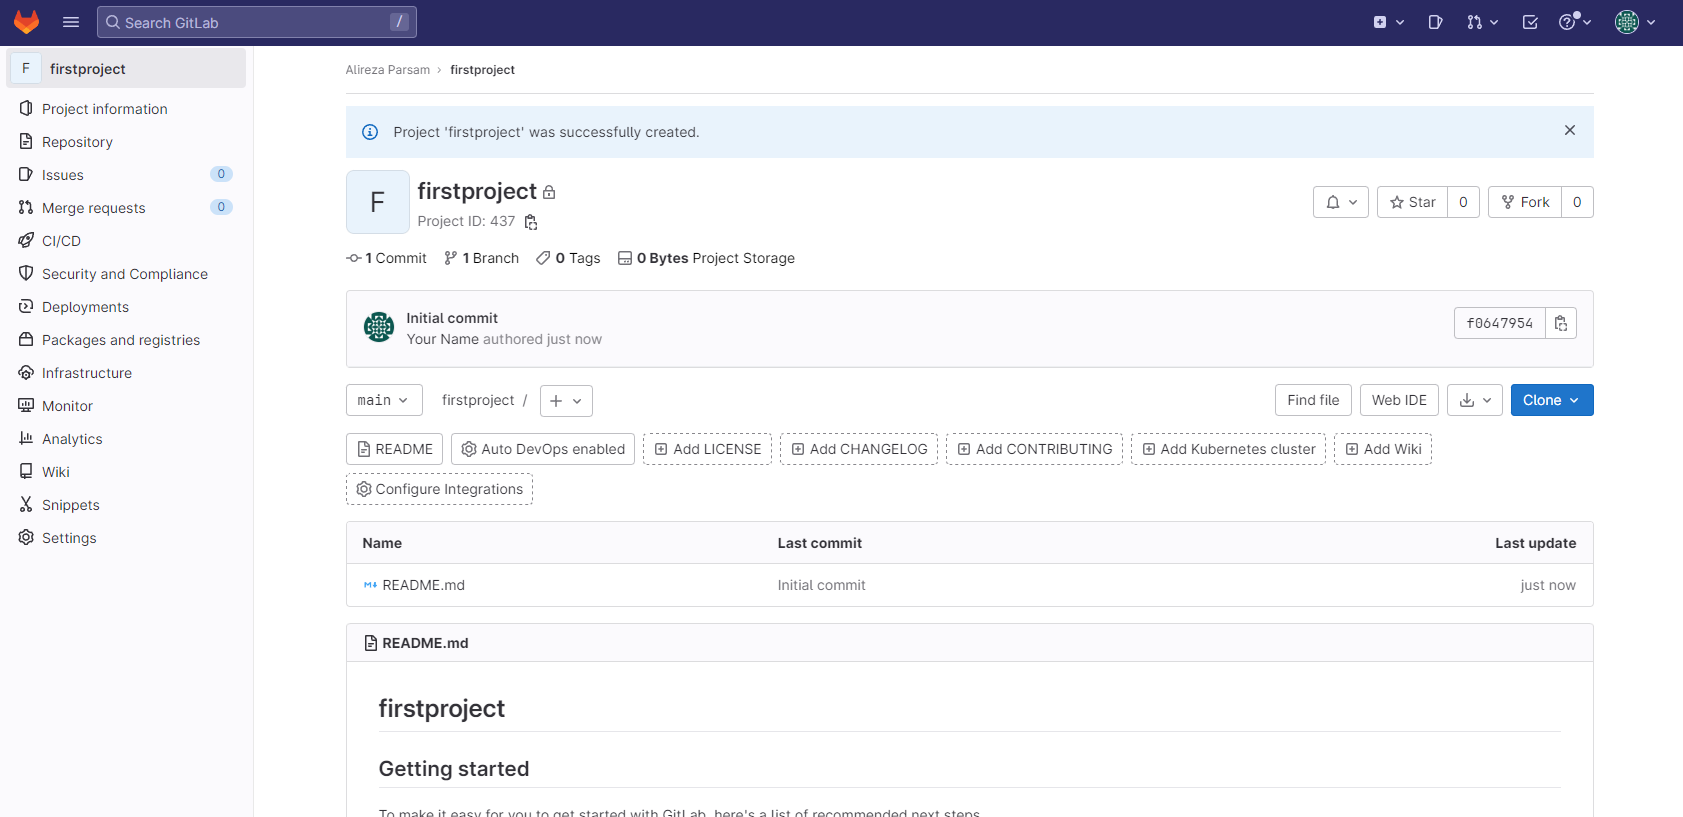 Search GitLab /
F firstproject
Project information
Repository
Issues 0
Merge requests 0
CI/CD
Security and Compliance
Deployments
Packages and registries
Infrastructure
Monitor
Analytics
Wiki
Snippets
Settings
Alireza Parsam › firstproject
Project 'firstproject' was successfully created.
F
firstproject
Project ID: 437
Star 0 Fork 0
1 Commit 1 Branch 0 Tags 0 Bytes Project Storage
Initial commit
Your Name authored just now
f0647954
main firstproject / Find file Web IDE Clone
README Auto DevOps enabled Add LICENSE Add CHANGELOG Add CONTRIBUTING Add Kubernetes cluster Add Wiki
Configure Integrations
Name Last commit Last update
README.md Initial commit just now
README.md
firstproject
Getting started
To make it easy for you to get started with GitLab, here's a list of recommended next steps.